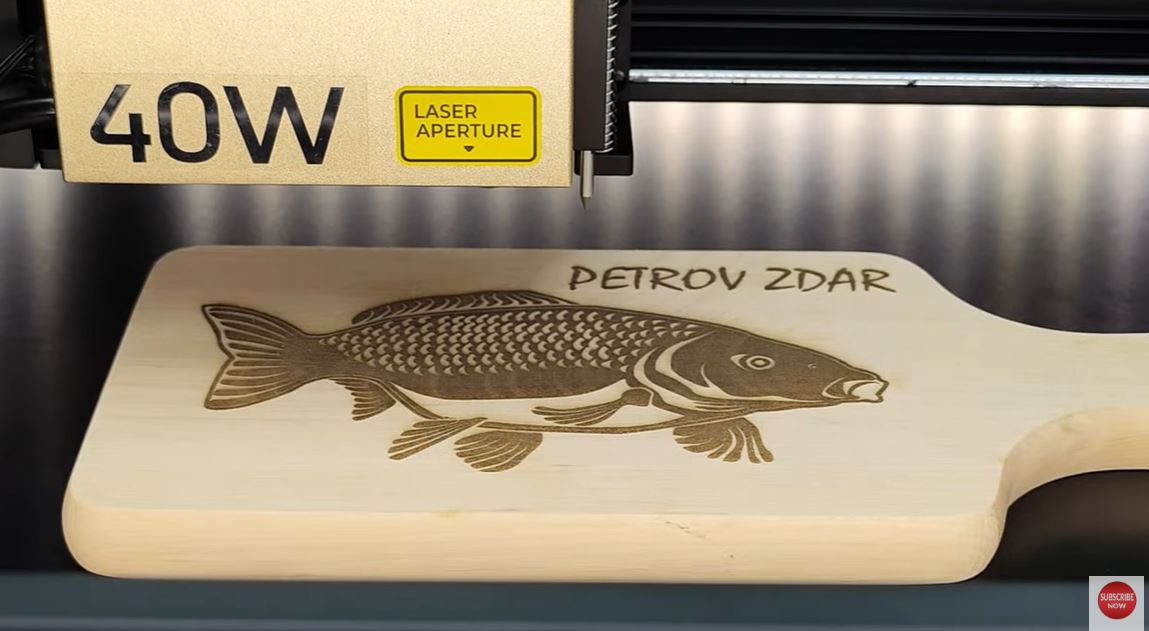 40W
LASER
APERTURE
PETROV ZDAR
SUBSCRIBE
NOW